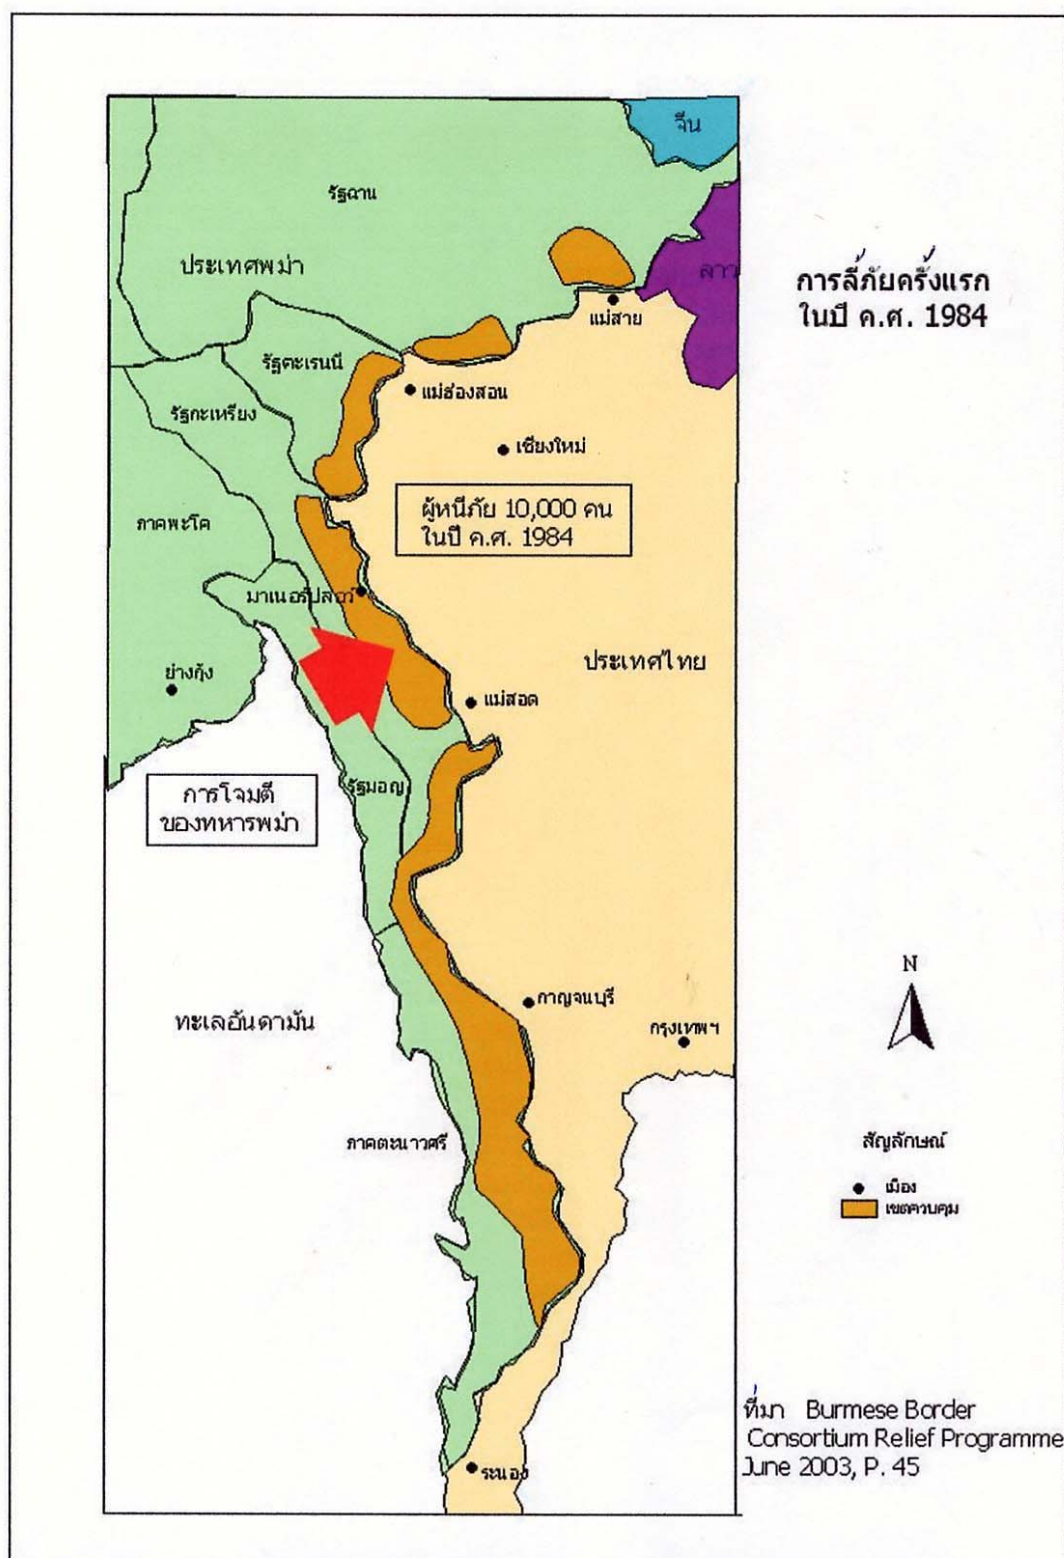 จีน
รัฐฉาน
ประเทศพม่า
ลาว
การลี้ภัยครั้งแรก
ในปี ค.ศ. 1984
แม่สาย
รัฐคะเรนนี
แม่ฮ่องสอน
รัฐกะเหรี่ยง
เชียงใหม่
ผู้หนีภัย 10,000 คน
ในปี ค.ศ. 1984
ภาคพะโค
มาเนอร์ปลอว์
ประเทศไทย
ย่างกุ้ง
แม่สอด
การโจมตี
ของทหารพม่า
รัฐมอญ
N
กาญจนบุรี
ทะเลอันดามัน
กรุงเทพฯ
ภาคตะนาวศรี
สัญลักษณ์
เมือง
เขตควบคุม
ที่มา Burmese Border
Consortium Relief Programme
June 2003, P. 45
ระนอง